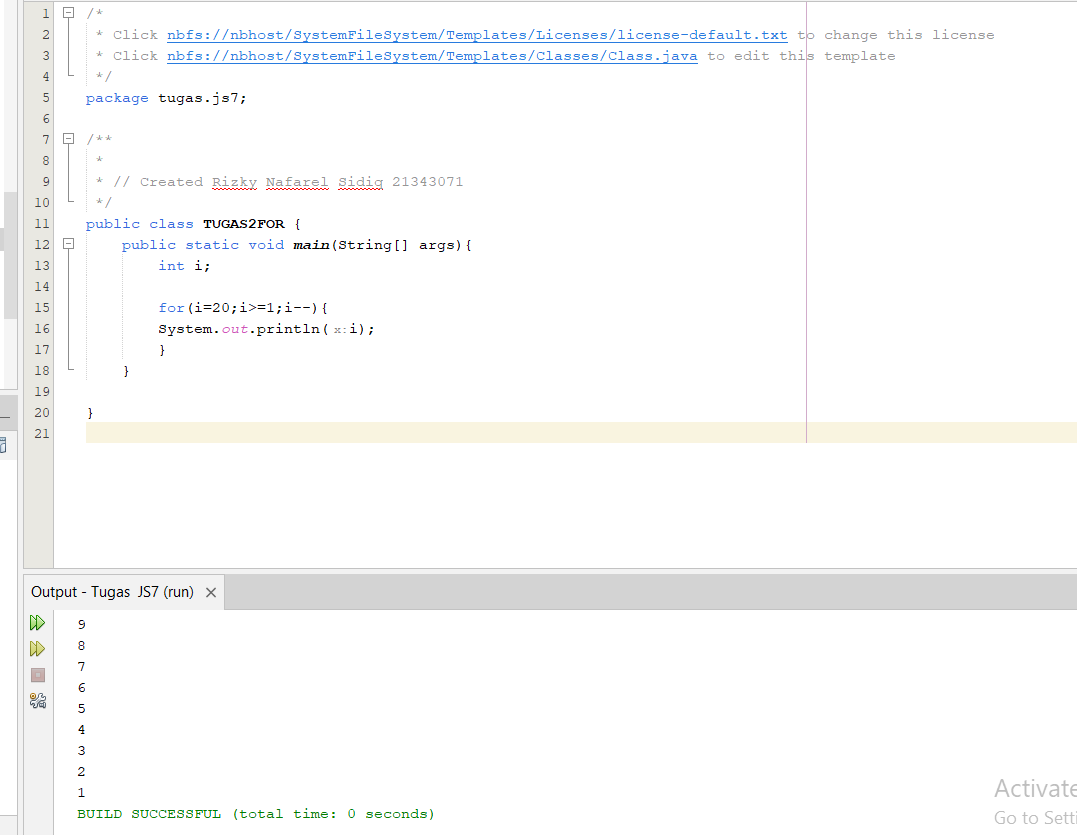 1 /*
2  * Click nbfs://nbhost/SystemFileSystem/Templates/Licenses/license-default.txt to change this license
3  * Click nbfs://nbhost/SystemFileSystem/Templates/Classes/Class.java to edit this template
4  */
5 package tugas.js7;
6
7 /**
8  *
9  * // Created Rizky Nafarel Sidiq 21343071
10  */
11 public class TUGAS2FOR {
12     public static void main(String[] args){
13         int i;
14
15         for(i=20;i>=1;i--){
16         System.out.println( x:i);
17         }
18     }
19
20 }
21
Output - Tugas JS7 (run) ×
9
8
7
6
5
4
3
2
1
BUILD SUCCESSFUL (total time: 0 seconds)
Activate
Go to Setti